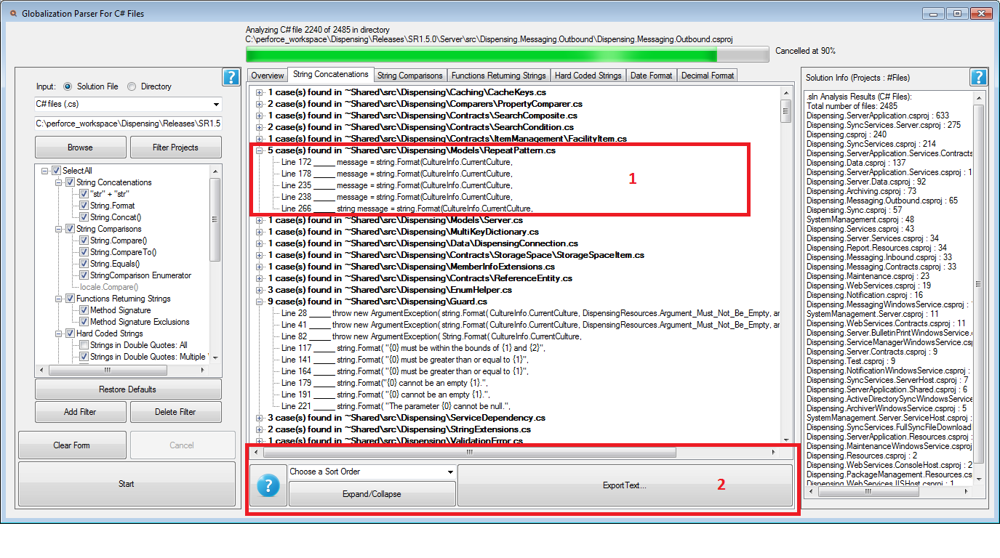 Globalization Parser For C# Files
Analyzing C# file 2240 of 2485 in directory
C:\perforce_workspace\Dispensing\Releases\SR1.5.0\Server\src\Dispensing.Messaging.Outbound\Dispensing.Messaging.Outbound.csproj
Cancelled at 90%
Input: Solution File Directory
C# files (.cs)
C:\perforce_workspace\Dispensing\Releases\SR1.5
Browse Filter Projects
SelectAll
String Concatenations
"str" + "str"
String.Format
String.Concat()
String Comparisons
String.Compare()
String.CompareTo()
String.Equals()
StringComparison Enumerator
locale.Compare()
Functions Returning Strings
Method Signature
Method Signature Exclusions
Hard Coded Strings
Strings in Double Quotes: All
Strings in Double Quotes: Multiple
Restore Defaults
Add Filter Delete Filter
Clear Form Cancel
Start
Overview String Concatenations String Comparisons Functions Returning Strings Hard Coded Strings Date Format Decimal Format
1 case(s) found in ~Shared\src\Dispensing\Caching\CacheKeys.cs
2 case(s) found in ~Shared\src\Dispensing\Comparers\PropertyComparer.cs
1 case(s) found in ~Shared\src\Dispensing\Contracts\SearchComposite.cs
2 case(s) found in ~Shared\src\Dispensing\Contracts\SearchCondition.cs
1 case(s) found in ~Shared\src\Dispensing\Contracts\ItemManagement\FacilityItem.cs
5 case(s) found in ~Shared\src\Dispensing\Models\RepeatPattern.cs
Line 172 _____ message = string.Format(CultureInfo.CurrentCulture,
Line 178 _____ message = string.Format(CultureInfo.CurrentCulture,
1
Line 235 _____ message = string.Format(CultureInfo.CurrentCulture,
Line 238 _____ message = string.Format(CultureInfo.CurrentCulture,
Line 266 _____ string message = string.Format(CultureInfo.CurrentCulture,
1 case(s) found in ~Shared\src\Dispensing\Models\Server.cs
1 case(s) found in ~Shared\src\Dispensing\MultiKeyDictionary.cs
1 case(s) found in ~Shared\src\Dispensing\Data\DispensingConnection.cs
1 case(s) found in ~Shared\src\Dispensing\Contracts\StorageSpace\StorageSpaceItem.cs
1 case(s) found in ~Shared\src\Dispensing\MemberInfoExtensions.cs
1 case(s) found in ~Shared\src\Dispensing\Contracts\ReferenceEntity.cs
3 case(s) found in ~Shared\src\Dispensing\EnumHelper.cs
9 case(s) found in ~Shared\src\Dispensing\Guard.cs
Line 28 _____ throw new ArgumentException( string.Format( CultureInfo.CurrentCulture, DispensingResources.Argument_Must_Not_Be_Empty, ar
Line 41 _____ throw new ArgumentException( string.Format( CultureInfo.CurrentCulture, DispensingResources.Argument_Must_Not_Be_Empty, ar
Line 82 _____ throw new ArgumentException( String.Format( CultureInfo.CurrentCulture,
Line 117 _____ string.Format( "{0} must be within the bounds of {1} and {2}",
Line 141 _____ string.Format( "{0} must be greater than or equal to {1}",
Line 164 _____ string.Format( "{0} must be greater than or equal to {1}",
Line 179 _____ string.Format("{0} cannot be an empty {1}.",
Line 191 _____ string.Format( "{0} cannot be an empty {1}.",
Line 221 _____ string.Format( "The parameter {0} cannot be null.",
3 case(s) found in ~Shared\src\Dispensing\ServiceDependency.cs
2 case(s) found in ~Shared\src\Dispensing\StringExtensions.cs
1 case(s) found in ~Shared\src\Dispensing\ValidationError.cs
Choose a Sort Order
Expand/Collapse
Export Text...
2
Solution Info (Projects : #Files)
.sln Analysis Results (C# Files):
Total number of files: 2485
Dispensing.ServerApplication.csproj : 633
Dispensing.SyncServices.Server.csproj : 275
Dispensing.csproj : 240
Dispensing.SyncServices.csproj : 214
Dispensing.ServerApplication.Services.Contracts
Dispensing.Data.csproj : 137
Dispensing.ServerApplication.Services.csproj : 1
Dispensing.Server.Data.csproj : 92
Dispensing.Archiving.csproj : 73
Dispensing.Messaging.Outbound.csproj : 65
Dispensing.Sync.csproj : 57
SystemManagement.csproj : 48
Dispensing.Services.csproj : 43
Dispensing.Server.Services.csproj : 34
Dispensing.Report.Resources.csproj : 34
Dispensing.Messaging.Inbound.csproj : 33
Dispensing.Messaging.Contracts.csproj : 33
Dispensing.Maintenance.csproj : 23
Dispensing.WebServices.csproj : 19
Dispensing.Notification.csproj : 16
Dispensing.MessagingWindowsService.csproj : 1
SystemManagement.Server.csproj : 11
Dispensing.WebServices.Contracts.csproj : 11
Dispensing.Server.BulletinPrintWindowsService.c
Dispensing.ServiceManagerWindowsService.csp
Dispensing.Server.Contracts.csproj : 9
Dispensing.Test.csproj : 9
Dispensing.NotificationWindowsService.csproj :
Dispensing.SyncServices.ServerHost.csproj : 7
Dispensing.ServerApplication.Shared.csproj : 6
Dispensing.ActiveDirectorySyncWindowsService
Dispensing.ArchiverWindowsService.csproj : 5
SystemManagement.Server.ServiceHost.csproj :
Dispensing.SyncServices.FullSyncFileDownload
Dispensing.ServerApplication.Resources.csproj :
Dispensing.MaintenanceWindowsService.csproj
Dispensing.Resources.csproj : 2
Dispensing.WebServices.ConsoleHost.csproj : 2
Dispensing.PackageManagement.Resources.cs
Dispensing.WebServices.IISHost.csproj : 1